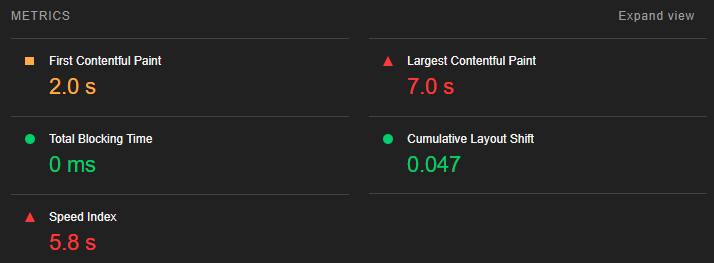 METRICS
Expand view
First Contentful Paint
2.0 s
Largest Contentful Paint
7.0 s
Total Blocking Time
0 ms
Cumulative Layout Shift
0.047
Speed Index
5.8 s